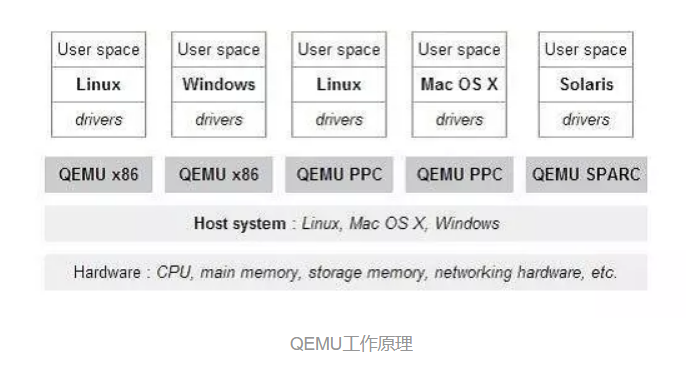 User space User space User space User space User space
Linux Windows Linux Mac OS X Solaris
drivers drivers drivers drivers drivers
QEMU x86 QEMU x86 QEMU PPC QEMU PPC QEMU SPARC
Host system : Linux, Mac OS X, Windows
Hardware : CPU, main memory, storage memory, networking hardware, etc.
QEMU工作原理